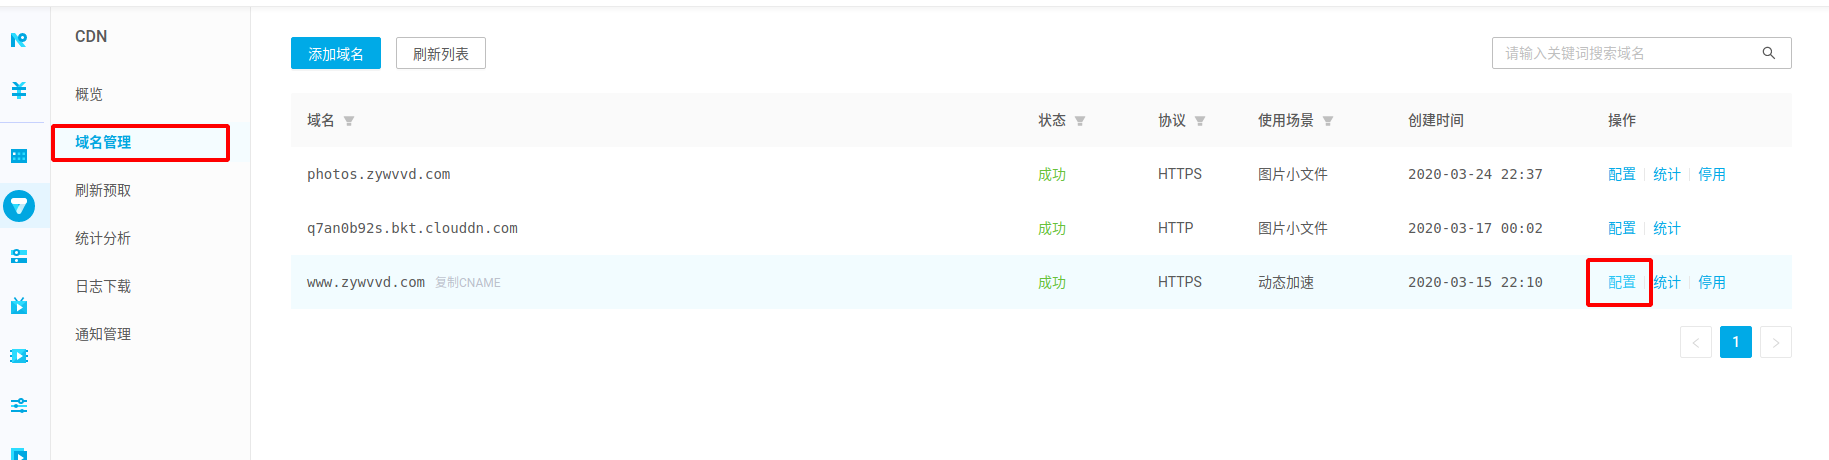 CDN
概览
域名管理
刷新预取
统计分析
日志下载
通知管理
添加域名 刷新列表 请输入关键词搜索域名
域名 状态 协议 使用场景 创建时间 操作
photos.zywvvd.com 成功 HTTPS 图片小文件 2020-03-24 22:37 配置 统计 停用
q7an0b92s.bkt.clouddn.com 成功 HTTP 图片小文件 2020-03-17 00:02 配置 统计
www.zywvvd.com 复制CNAME 成功 HTTPS 动态加速 2020-03-15 22:10 配置 统计 停用
1